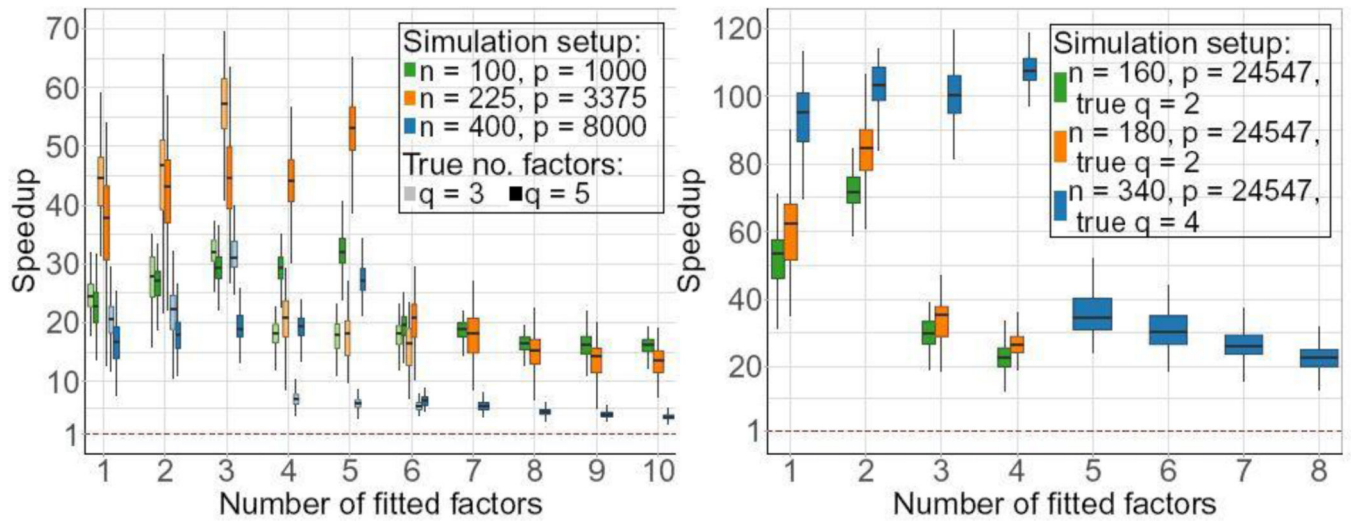 70
60
50
40
30
20
10
1
Speedup
Simulation setup:
n = 100, p = 1000
n = 225, p = 3375
n = 400, p = 8000
True no. factors:
q = 3 q = 5
1 2 3 4 5 6 7 8 9 10
Number of fitted factors
120
100
80
60
40
20
1
Speedup
Simulation setup:
n = 160, p = 24547,
true q = 2
n = 180, p = 24547,
true q = 2
n = 340, p = 24547,
true q = 4
1 2 3 4 5 6 7 8
Number of fitted factors